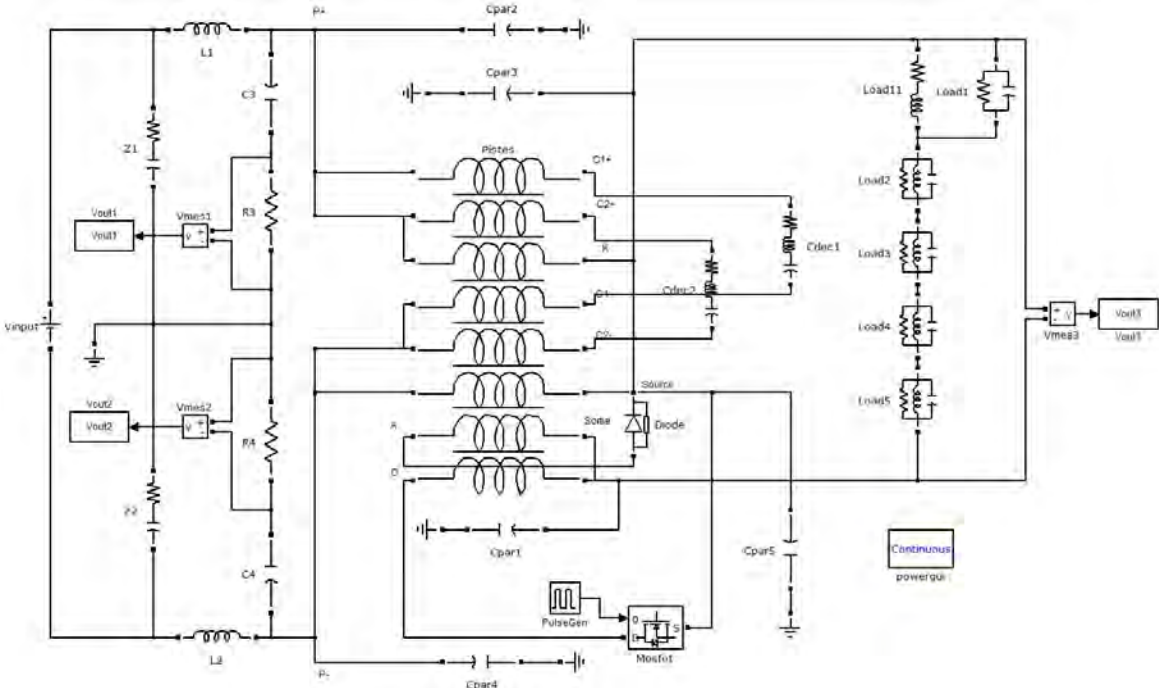 P+
Cpar2
L1
Cpar3
C3
Load11
Load1
Z1
Pistes
C1+
Load2
Vout1
Vout1
Vmes1
R3
C2+
K
Cdec1
Load3
Cdec2
C1-
Vinput
Load4
Vout3
Vmes3
Vout3
C2-
Source
Vout2
Vout2
Vmes2
Some
Diode
Load5
A
R4
D
Z2
Cpar1
Cpar5
Continuous
powergui
C4
PulseGen
S
Mosfet
L2
P-
Cpar4